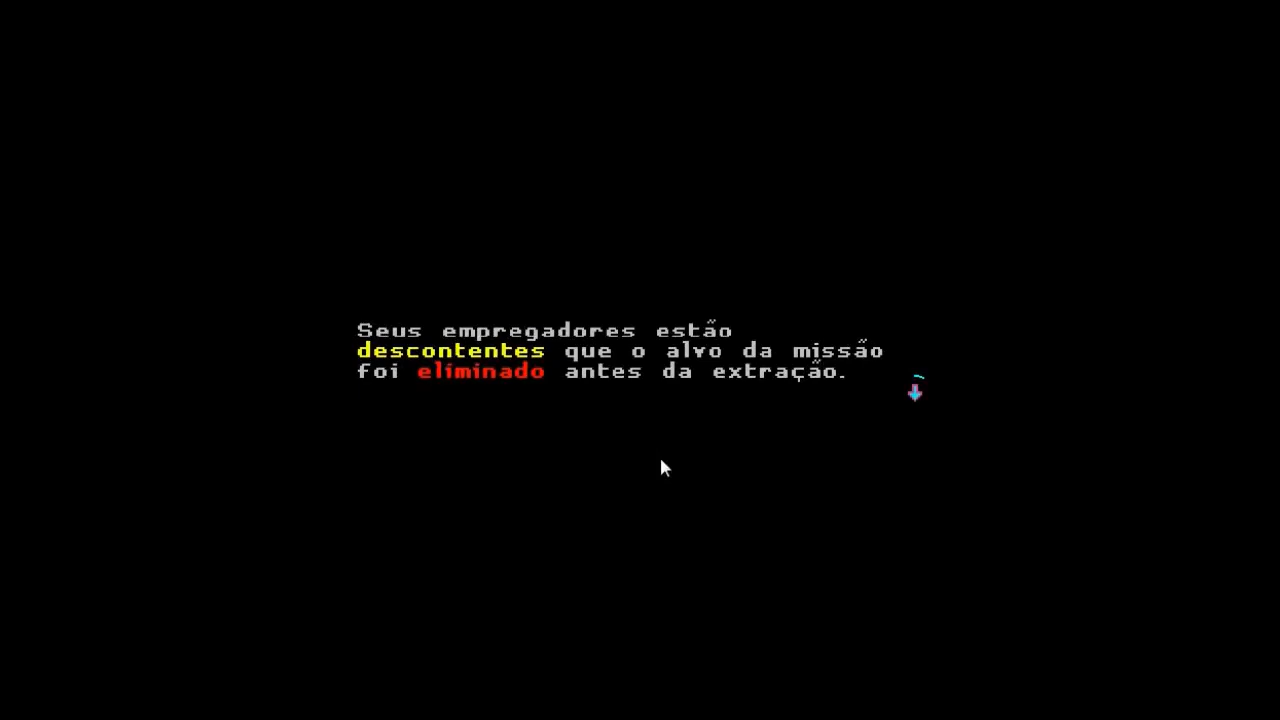 Seus empregadores estão
descontentes que o alvo da missão
foi eliminado antes da extração.